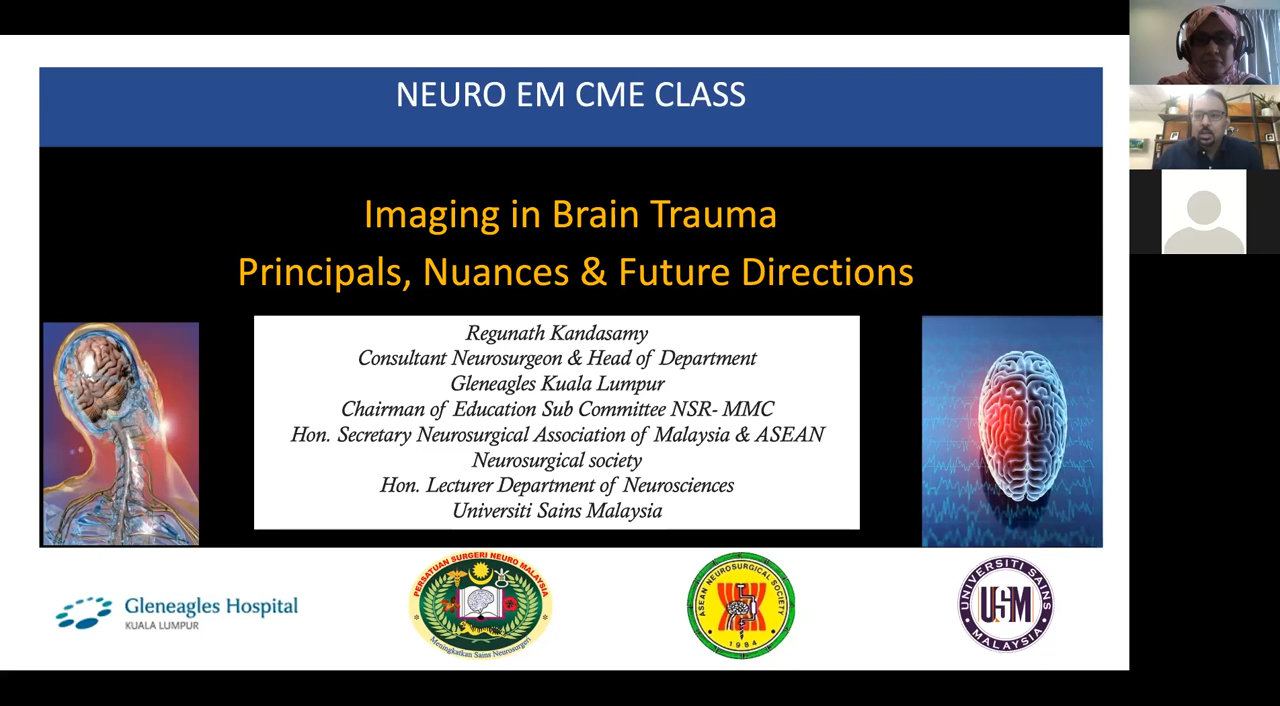 NEURO EM CME CLASS
Imaging in Brain Trauma
Principals, Nuances & Future Directions
Regunath Kandasamy
Consultant Neurosurgeon & Head of Department
Gleneagles Kuala Lumpur
Chairman of Education Sub Committee NSR- MMC
Hon. Secretary Neurosurgical Association of Malaysia & ASEAN
Neurosurgical society
Hon. Lecturer Department of Neurosciences
Universiti Sains Malaysia
Gleneagles Hospital
KUALA LUMPUR
PERSATUAN SURGERI NEURO MALAYSIA
Meningkatkan Sains Neurosurgeri
ASEAN NEUROSURGICAL SOCIETY
1984
UNIVERSITI SAINS
USM
MALAYSIA